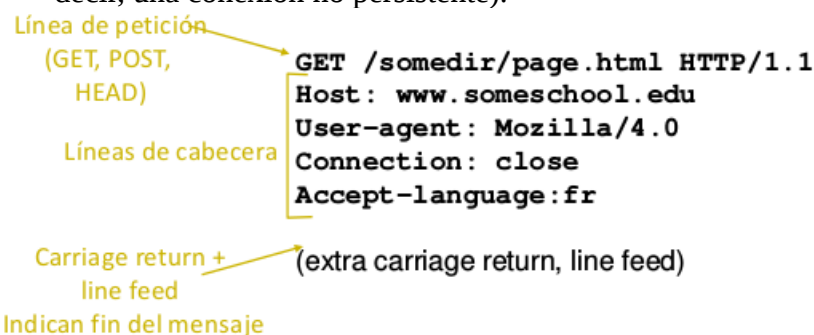 decir, una conexión no persistente).
Línea de petición
(GET, POST,
HEAD)
GET /somedir/page.html HTTP/1.1
Host: www.someschool.edu
User-agent: Mozilla/4.0
Connection: close
Accept-language:fr
Líneas de cabecera
Carriage return +
line feed
Indican fin del mensaje
(extra carriage return, line feed)